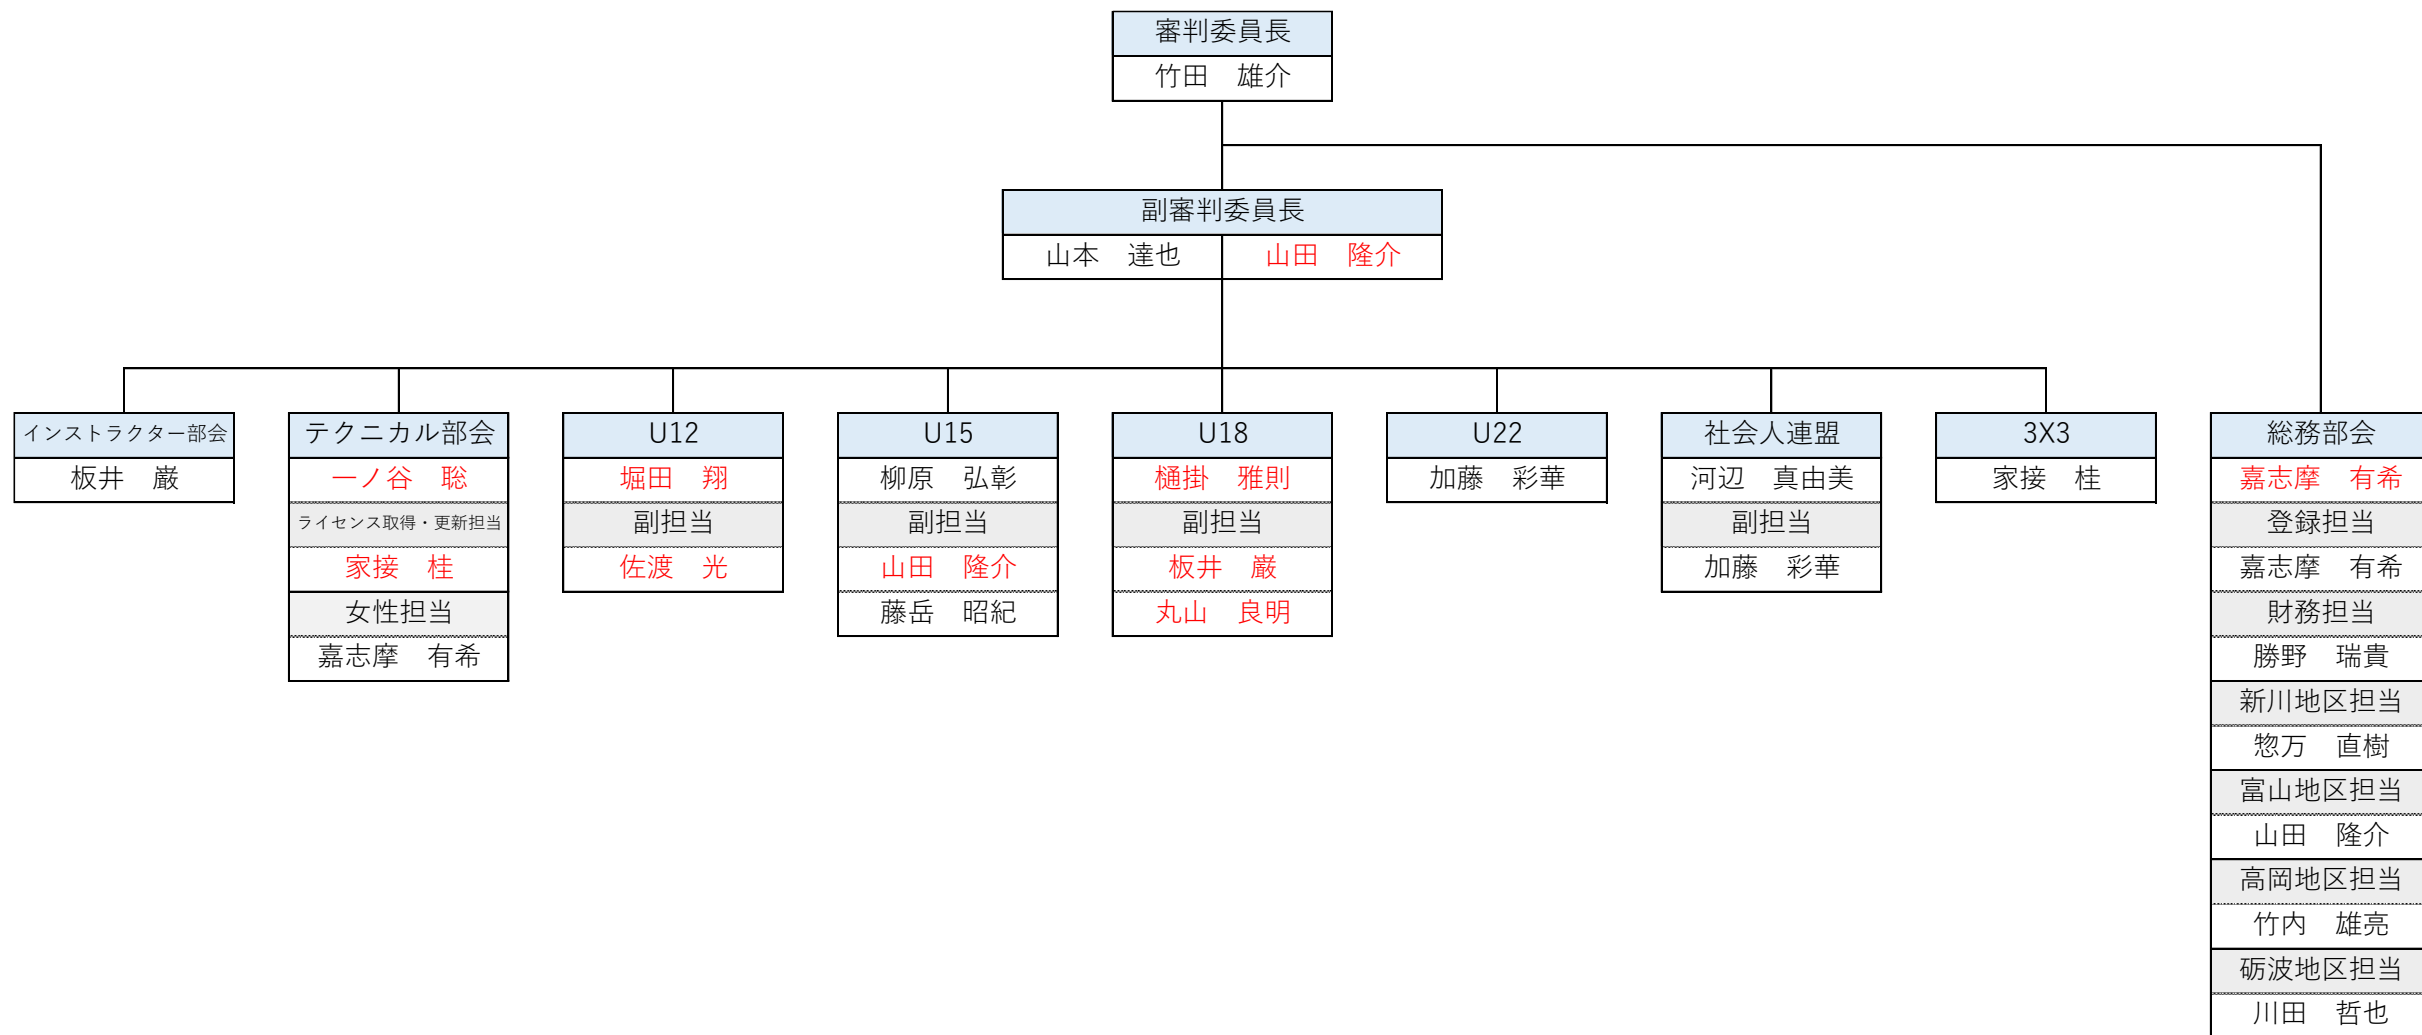 審判委員長
竹田　雄介
副審判委員長
山本　達也　山田　隆介
インストラクター部会
板井　巌
テクニカル部会
一ノ谷　聡
ライセンス取得・更新担当
家接　桂
女性担当
嘉志摩　有希
U12
堀田　翔
副担当
佐渡　光
U15
柳原　弘彰
副担当
山田　隆介
藤岳　昭紀
U18
樋掛　雅則
副担当
板井　巌
丸山　良明
U22
加藤　彩華
社会人連盟
河辺　真由美
副担当
加藤　彩華
3X3
家接　桂
総務部会
嘉志摩　有希
登録担当
嘉志摩　有希
財務担当
勝野　瑞貴
新川地区担当
惣万　直樹
富山地区担当
山田　隆介
高岡地区担当
竹内　雄亮
砺波地区担当
川田　哲也